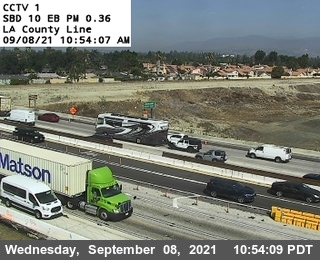 CCTV 1
SBD 10 EB PM 0.36
LA County Line
09/08/21 10:54:07 AM
Matson
Wednesday, September 08, 2021 10:54:09 PDT